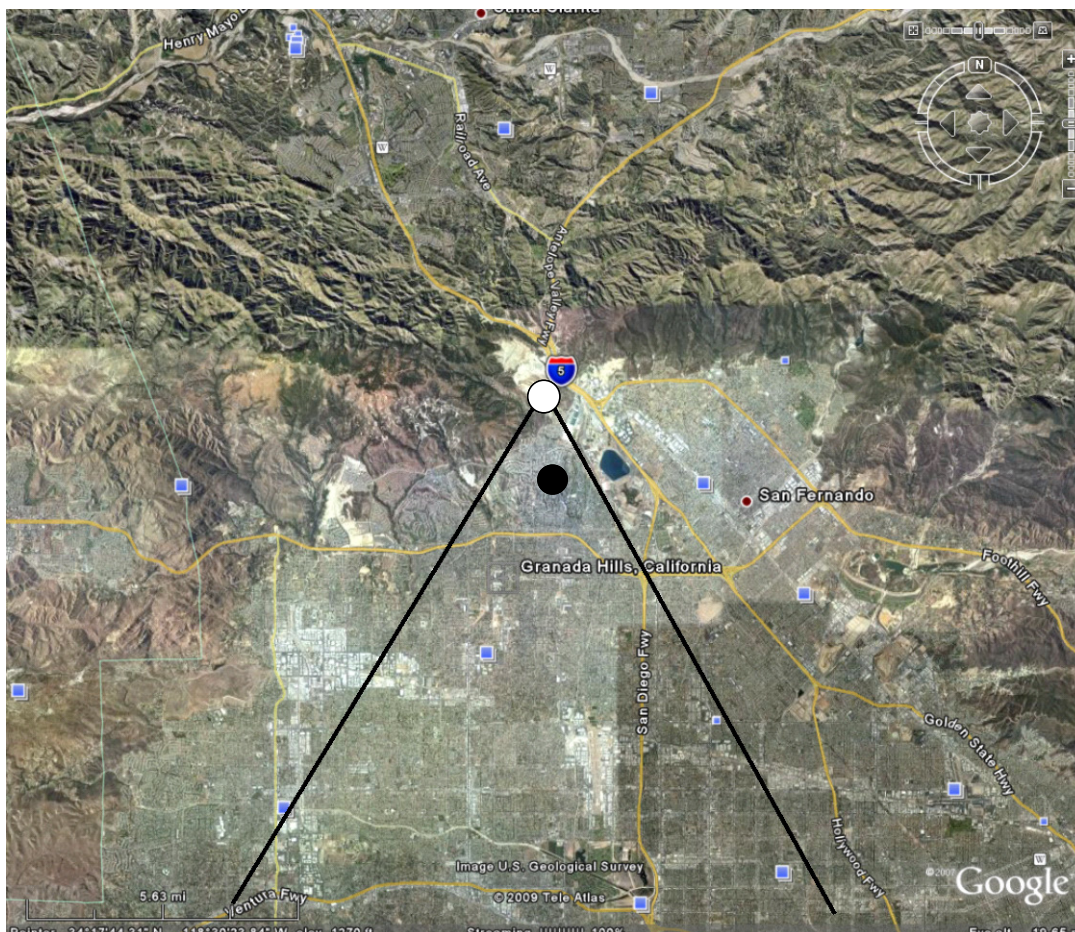 Santa Clarita
Henry Mayo
W
N
W
Railroad Ave
Antelope Valley Fwy
5
San Fernando
Granada Hills, California
Foothill Fwy
San Diego Fwy
Golden State Hwy
Hollywood Fwy
W
Image U.S. Geological Survey
© 2009
Google
5.63 mi
Ventura Fwy
© 2009 Tele Atlas